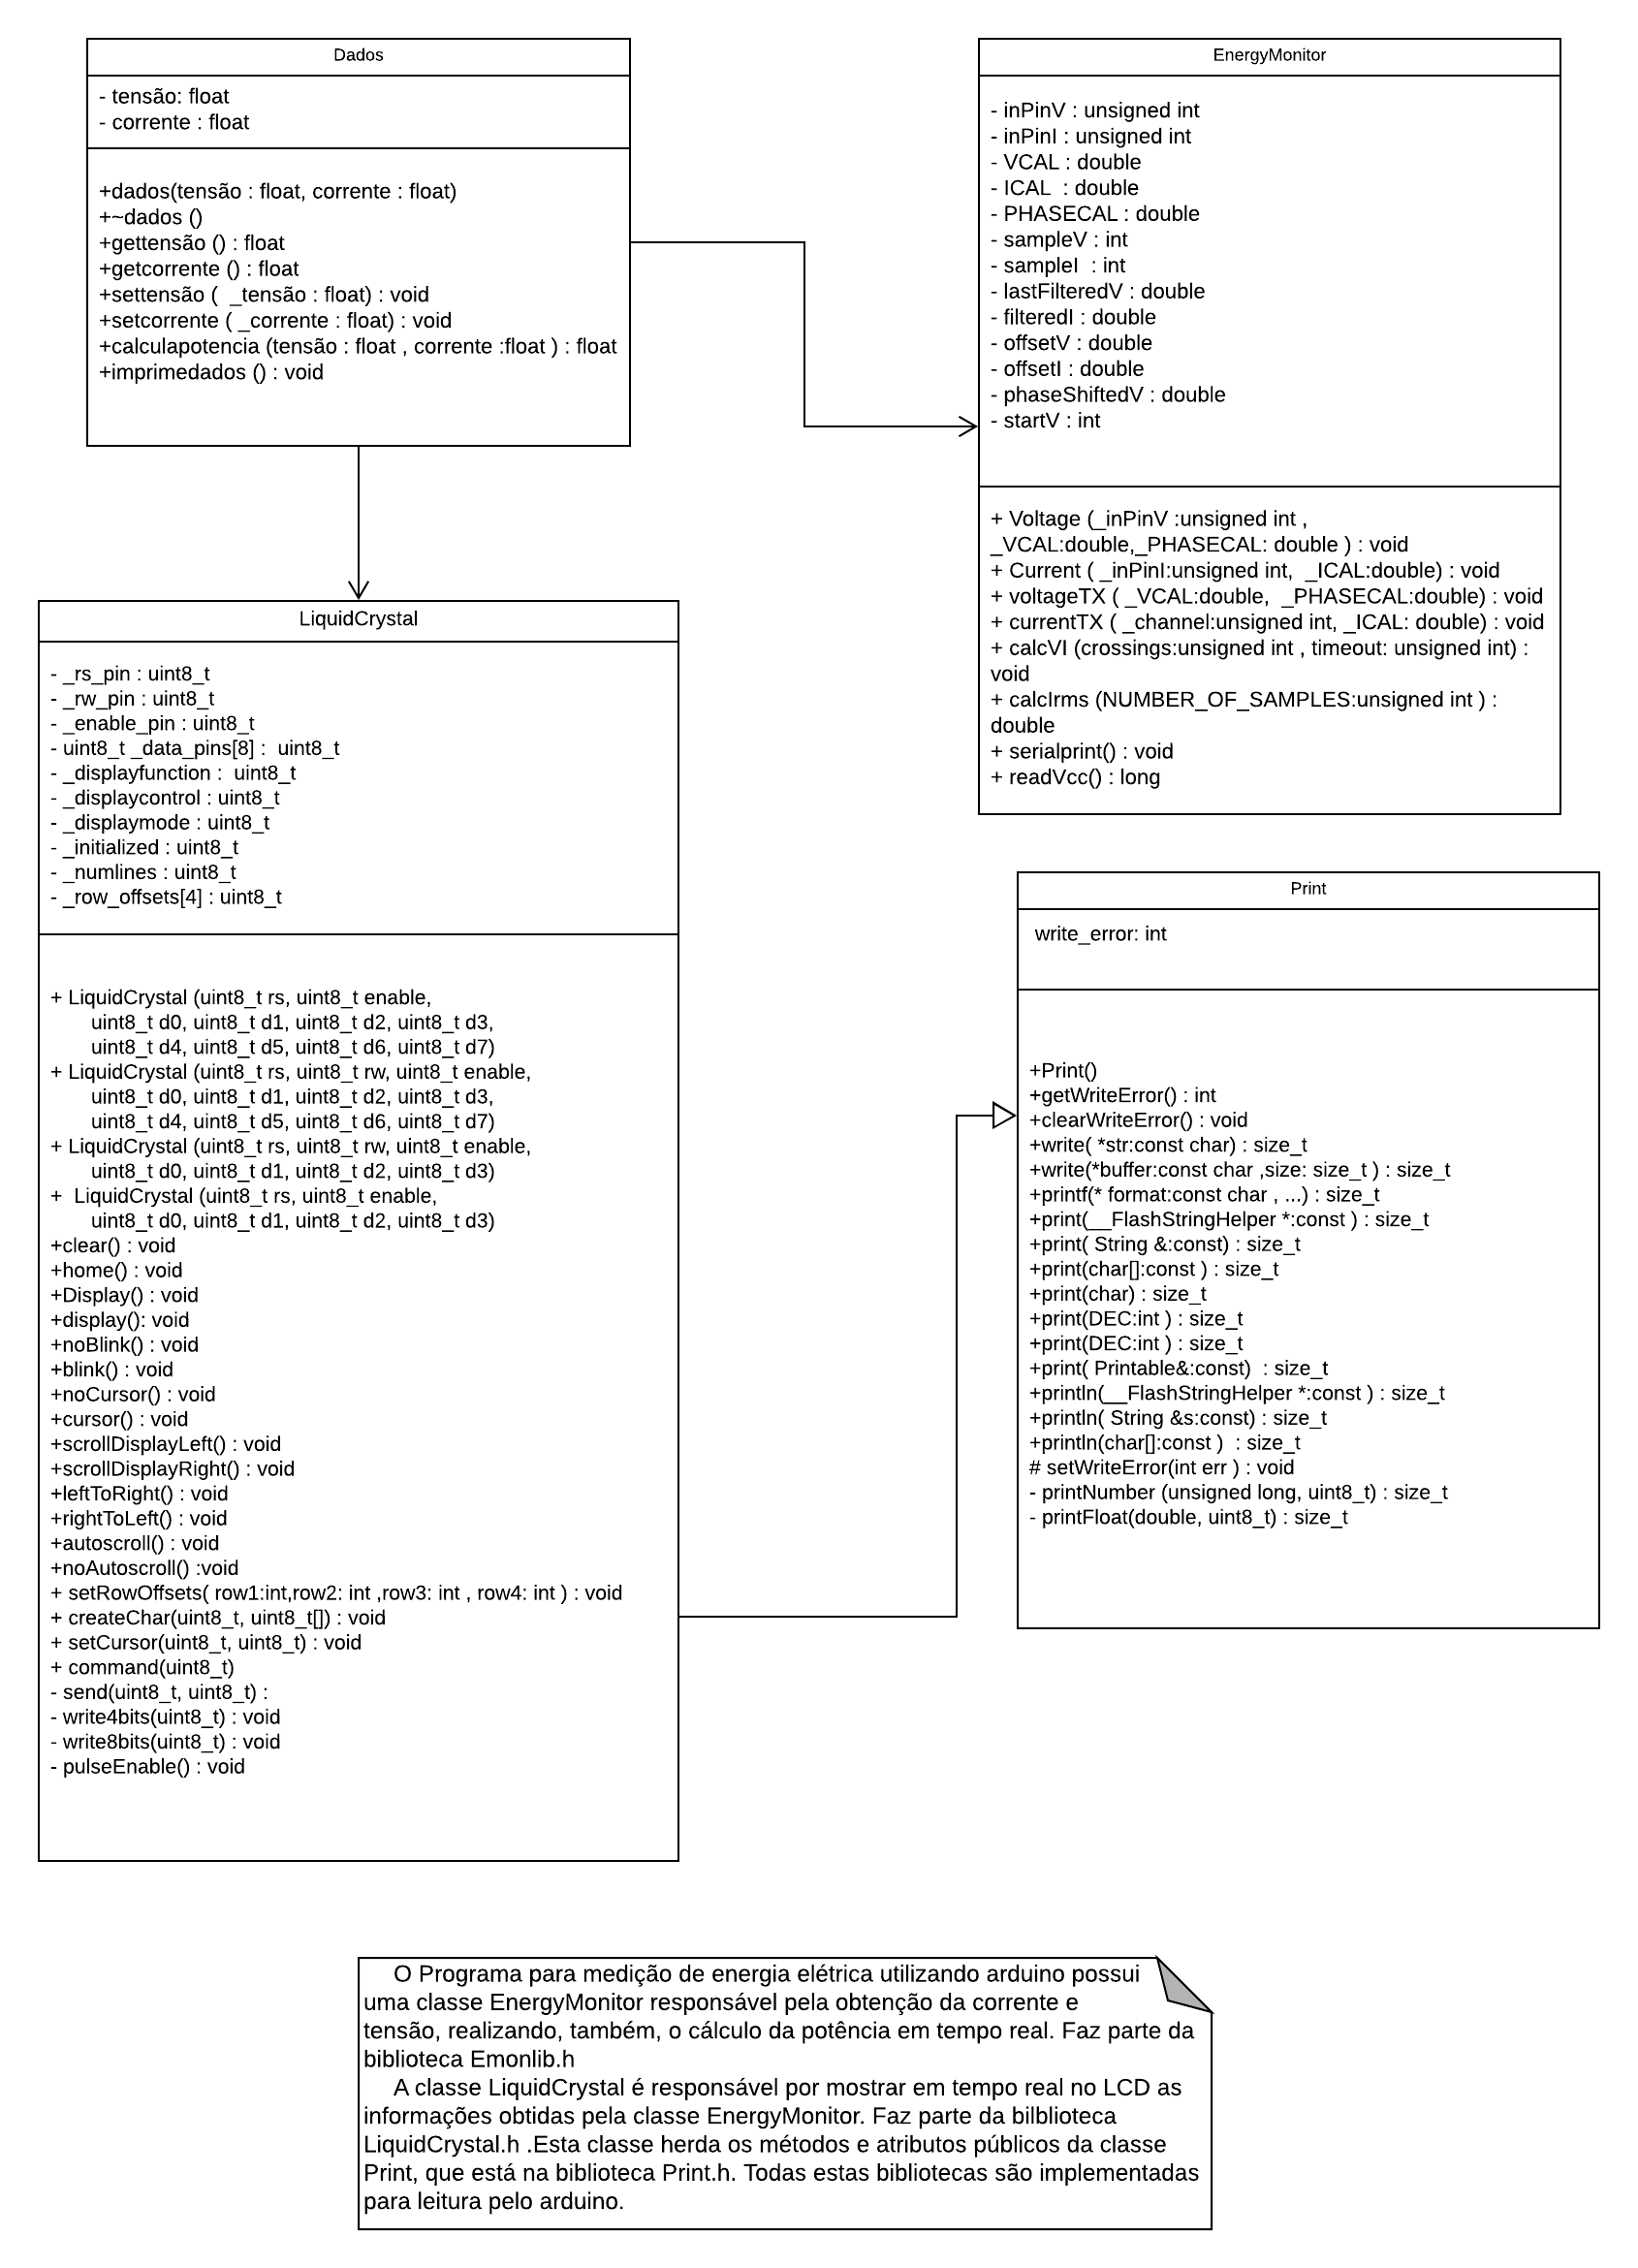 Dados
- tensão: float
- corrente : float
+dados(tensão : float, corrente : float)
+~dados ()
+gettensão () : float
+getcorrente () : float
+settensão (  _tensão : float) : void
+setcorrente ( _corrente : float) : void
+calculapotencia (tensão : float , corrente :float ) : float
+imprimedados () : void
EnergyMonitor
- inPinV : unsigned int
- inPinI : unsigned int
- VCAL : double
- ICAL  : double
- PHASECAL : double
- sampleV : int
- sampleI  : int
- lastFilteredV : double
- filteredI : double
- offsetV : double
- offsetI : double
- phaseShiftedV : double
- startV : int
+ Voltage (_inPinV :unsigned int ,
_VCAL:double,_PHASECAL: double ) : void
+ Current ( _inPinI:unsigned int,  _ICAL:double) : void
+ voltageTX ( _VCAL:double,  _PHASECAL:double) : void
+ currentTX ( _channel:unsigned int, _ICAL: double) : void
+ calcVI (crossings:unsigned int , timeout: unsigned int) :
void
+ calcIrms (NUMBER_OF_SAMPLES:unsigned int ) :
double
+ serialprint() : void
+ readVcc() : long
LiquidCrystal
- _rs_pin : uint8_t
- _rw_pin : uint8_t
- _enable_pin : uint8_t
- uint8_t _data_pins[8] :  uint8_t
- _displayfunction :  uint8_t
- _displaycontrol : uint8_t
- _displaymode : uint8_t
- _initialized : uint8_t
- _numlines : uint8_t
- _row_offsets[4] : uint8_t
+ LiquidCrystal (uint8_t rs, uint8_t enable,
uint8_t d0, uint8_t d1, uint8_t d2, uint8_t d3,
uint8_t d4, uint8_t d5, uint8_t d6, uint8_t d7)
+ LiquidCrystal (uint8_t rs, uint8_t rw, uint8_t enable,
uint8_t d0, uint8_t d1, uint8_t d2, uint8_t d3,
uint8_t d4, uint8_t d5, uint8_t d6, uint8_t d7)
+ LiquidCrystal (uint8_t rs, uint8_t rw, uint8_t enable,
uint8_t d0, uint8_t d1, uint8_t d2, uint8_t d3)
+  LiquidCrystal (uint8_t rs, uint8_t enable,
uint8_t d0, uint8_t d1, uint8_t d2, uint8_t d3)
+clear() : void
+home() : void
+Display() : void
+display(): void
+noBlink() : void
+blink() : void
+noCursor() : void
+cursor() : void
+scrollDisplayLeft() : void
+scrollDisplayRight() : void
+leftToRight() : void
+rightToLeft() : void
+autoscroll() : void
+noAutoscroll() :void
+ setRowOffsets( row1:int,row2: int ,row3: int , row4: int ) : void
+ createChar(uint8_t, uint8_t[]) : void
+ setCursor(uint8_t, uint8_t) : void
+ command(uint8_t)
- send(uint8_t, uint8_t) :
- write4bits(uint8_t) : void
- write8bits(uint8_t) : void
- pulseEnable() : void
Print
write_error: int
+Print()
+getWriteError() : int
+clearWriteError() : void
+write( *str:const char) : size_t
+write(*buffer:const char ,size: size_t ) : size_t
+printf(* format:const char , ...) : size_t
+print(__FlashStringHelper *:const ) : size_t
+print( String &:const) : size_t
+print(char[]:const ) : size_t
+print(char) : size_t
+print(DEC:int ) : size_t
+print(DEC:int ) : size_t
+print( Printable&:const)  : size_t
+println(__FlashStringHelper *:const ) : size_t
+println( String &s:const) : size_t
+println(char[]:const )  : size_t
# setWriteError(int err ) : void
- printNumber (unsigned long, uint8_t) : size_t
- printFloat(double, uint8_t) : size_t
O Programa para medição de energia elétrica utilizando arduino possui
uma classe EnergyMonitor responsável pela obtenção da corrente e
tensão, realizando, também, o cálculo da potência em tempo real. Faz parte da
biblioteca Emonlib.h
A classe LiquidCrystal é responsável por mostrar em tempo real no LCD as
informações obtidas pela classe EnergyMonitor. Faz parte da bilblioteca
LiquidCrystal.h .Esta classe herda os métodos e atributos públicos da classe
Print, que está na biblioteca Print.h. Todas estas bibliotecas são implementadas
para leitura pelo arduino.